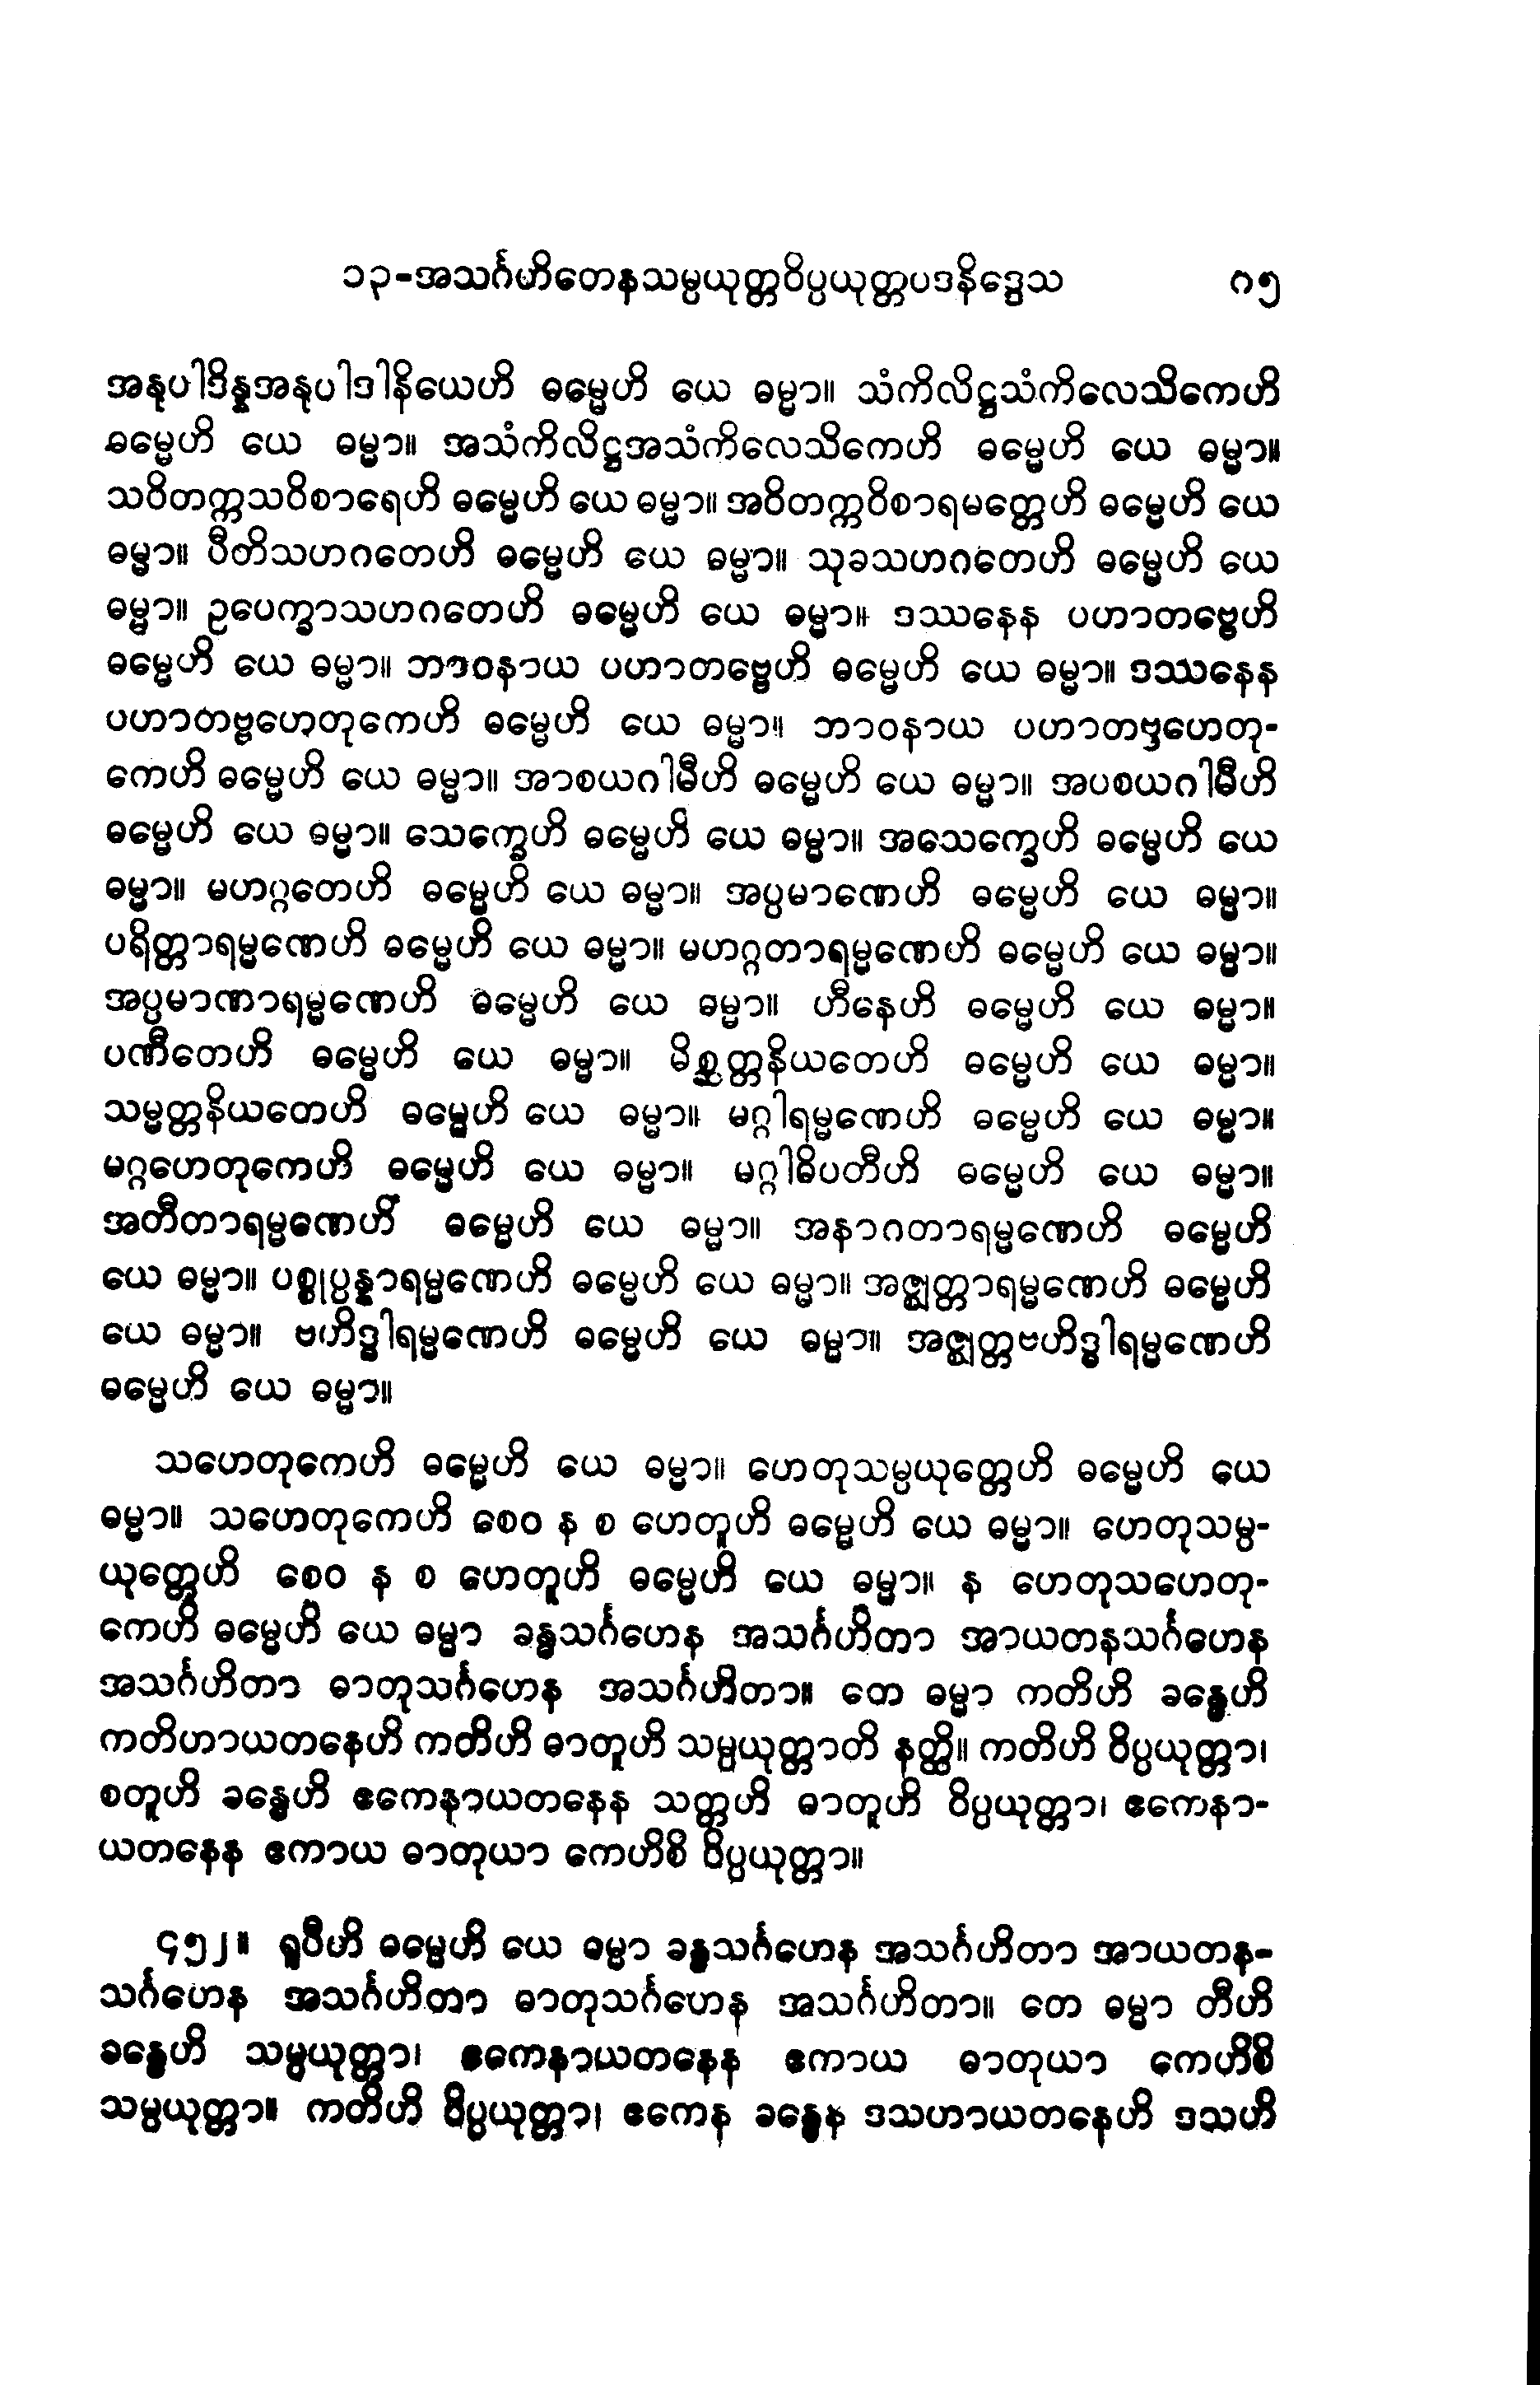 ၁၃-အသင်္ဂဟိတေနသမ္ပယုတ္တဝိပ္ပယုတ္တပဒနိဒ္ဒေသ ၈၅
အနုပါဒိန္နအနုပါဒါနိယေဟိ ဓမ္မေဟိ ယေ ဓမ္မာ။ သံကိလိဋ္ဌသံကိလေသိကေဟိ
ဓမ္မေဟိ ယေ ဓမ္မာ။ အသံကိလိဋ္ဌအသံကိလေသိကေဟိ ဓမ္မေဟိ ယေ ဓမ္မာ။
သဝိတက္ကသဝိစာရေဟိ ဓမ္မေဟိ ယေ ဓမ္မာ။ အဝိတက္ကဝိစာရမတ္တေဟိ ဓမ္မေဟိ ယေ
ဓမ္မာ။ ပီတိသဟဂတေဟိ ဓမ္မေဟိ ယေ ဓမ္မာ။ သုခသဟဂတေဟိ ဓမ္မေဟိ ယေ
ဓမ္မာ။ ဥပေက္ခာသဟဂတေဟိ ဓမ္မေဟိ ယေ ဓမ္မာ။ ဒဿနေန ပဟာတဗ္ဗေဟိ
ဓမ္မေဟိ ယေ ဓမ္မာ။ ဘာဝနာယ ပဟာတဗ္ဗေဟိ ဓမ္မေဟိ ယေ ဓမ္မာ။ ဒဿနေန
ပဟာတဗ္ဗဟေတုကေဟိ ဓမ္မေဟိ ယေ ဓမ္မာ။ ဘာဝနာယ ပဟာတဗ္ဗဟေတု-
ကေဟိ ဓမ္မေဟိ ယေ ဓမ္မာ။ အာစယဂါမီဟိ ဓမ္မေဟိ ယေ ဓမ္မာ။ အပစယဂါမီဟိ
ဓမ္မေဟိ ယေ ဓမ္မာ။ သေက္ခေဟိ ဓမ္မေဟိ ယေ ဓမ္မာ။ အသေက္ခေဟိ ဓမ္မေဟိ ယေ
ဓမ္မာ။ မဟဂ္ဂတေဟိ ဓမ္မေဟိ ယေ ဓမ္မာ။ အပ္ပမာဏေဟိ ဓမ္မေဟိ ယေ ဓမ္မာ။
ပရိတ္တာရမ္မဏေဟိ ဓမ္မေဟိ ယေ ဓမ္မာ။ မဟဂ္ဂတာရမ္မဏေဟိ ဓမ္မေဟိ ယေ ဓမ္မာ။
အပ္ပမာဏာရမ္မဏေဟိ ဓမ္မေဟိ ယေ ဓမ္မာ။ ဟီနေဟိ ဓမ္မေဟိ ယေ ဓမ္မာ။
ပဏီတေဟိ ဓမ္မေဟိ ယေ ဓမ္မာ။ မိစ္ဆတ္တနိယတေဟိ ဓမ္မေဟိ ယေ ဓမ္မာ။
သမ္မတ္တနိယတေဟိ ဓမ္မေဟိ ယေ ဓမ္မာ။ မဂ္ဂါရမ္မဏေဟိ ဓမ္မေဟိ ယေ ဓမ္မာ။
မဂ္ဂဟေတုကေဟိ ဓမ္မေဟိ ယေ ဓမ္မာ။ မဂ္ဂါဓိပတီဟိ ဓမ္မေဟိ ယေ ဓမ္မာ။
အတီတာရမ္မဏေဟိ ဓမ္မေဟိ ယေ ဓမ္မာ။ အနာဂတာရမ္မဏေဟိ ဓမ္မေဟိ
ယေ ဓမ္မာ။ ပစ္စုပ္ပန္နာရမ္မဏေဟိ ဓမ္မေဟိ ယေ ဓမ္မာ။ အဇ္ဈတ္တာရမ္မဏေဟိ ဓမ္မေဟိ
ယေ ဓမ္မာ။ ဗဟိဒ္ဓါရမ္မဏေဟိ ဓမ္မေဟိ ယေ ဓမ္မာ။ အဇ္ဈတ္တဗဟိဒ္ဓါရမ္မဏေဟိ
ဓမ္မေဟိ ယေ ဓမ္မာ။
သဟေတုကေဟိ ဓမ္မေဟိ ယေ ဓမ္မာ။ ဟေတုသမ္ပယုတ္တေဟိ ဓမ္မေဟိ ယေ
ဓမ္မာ။ သဟေတုကေဟိ စေဝ န စ ဟေတူဟိ ဓမ္မေဟိ ယေ ဓမ္မာ။ ဟေတုသမ္ပ-
ယုတ္တေဟိ စေဝ န စ ဟေတူဟိ ဓမ္မေဟိ ယေ ဓမ္မာ။ န ဟေတုသဟေတု-
ကေဟိ ဓမ္မေဟိ ယေ ဓမ္မာ ခန္ဓသင်္ဂဟေန အသင်္ဂဟိတာ အာယတနသင်္ဂဟေန
အသင်္ဂဟိတာ ဓာတုသင်္ဂဟေန အသင်္ဂဟိတာ။ တေ ဓမ္မာ ကတိဟိ ခန္ဓေဟိ
ကတိဟာယတနေဟိ ကတိဟိ ဓာတူဟိ သမ္ပယုတ္တာတိ နတ္ထိ။ ကတိဟိ ဝိပ္ပယုတ္တာ၊
စတူဟိ ခန္ဓေဟိ ဧကေနာယတနေန သတ္တဟိ ဓာတူဟိ ဝိပ္ပယုတ္တာ၊ ဧကေနာ-
ယတနေန ဧကာယ ဓာတုယာ ကေဟိစိ ဝိပ္ပယုတ္တာ။
၄၅၂။ ရူပီဟိ ဓမ္မေဟိ ယေ ဓမ္မာ ခန္ဓသင်္ဂဟေန အသင်္ဂဟိတာ အာယတန-
သင်္ဂဟေန အသင်္ဂဟိတာ ဓာတုသင်္ဂဟေန အသင်္ဂဟိတာ။ တေ ဓမ္မာ တီဟိ
ခန္ဓေဟိ သမ္ပယုတ္တာ၊ ဧကေနာယတနေန ဧကာယ ဓာတုယာ ကေဟိစိ
သမ္ပယုတ္တာ။ ကတိဟိ ဝိပ္ပယုတ္တာ၊ ဧကေန ခန္ဓေန ဒသဟာယတနေဟိ ဒသဟိ